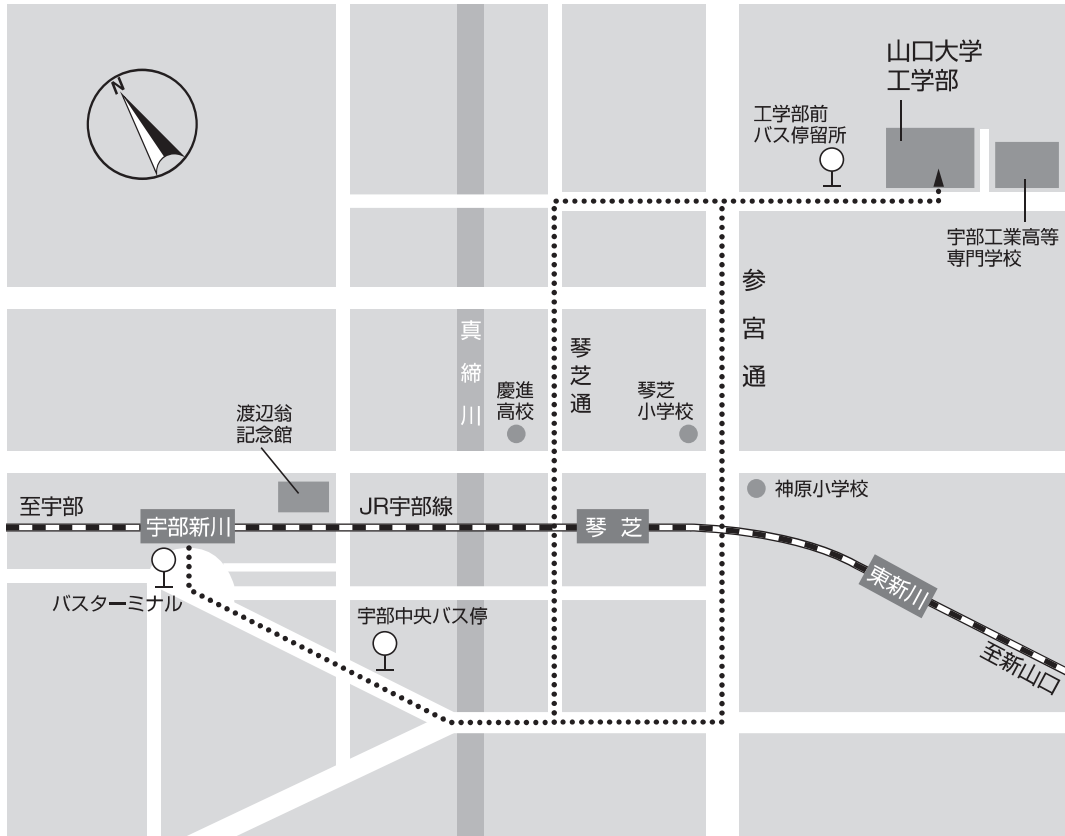 N
山口大学
工学部
工学部前
バス停留所
宇部工業高等
専門学校
参宮通
真締川
琴芝通
慶進
高校
琴芝
小学校
渡辺翁
記念館
至宇部
JR宇部線
神原小学校
宇部新川
琴芝
東新川
バスターミナル
宇部中央バス停
至新山口